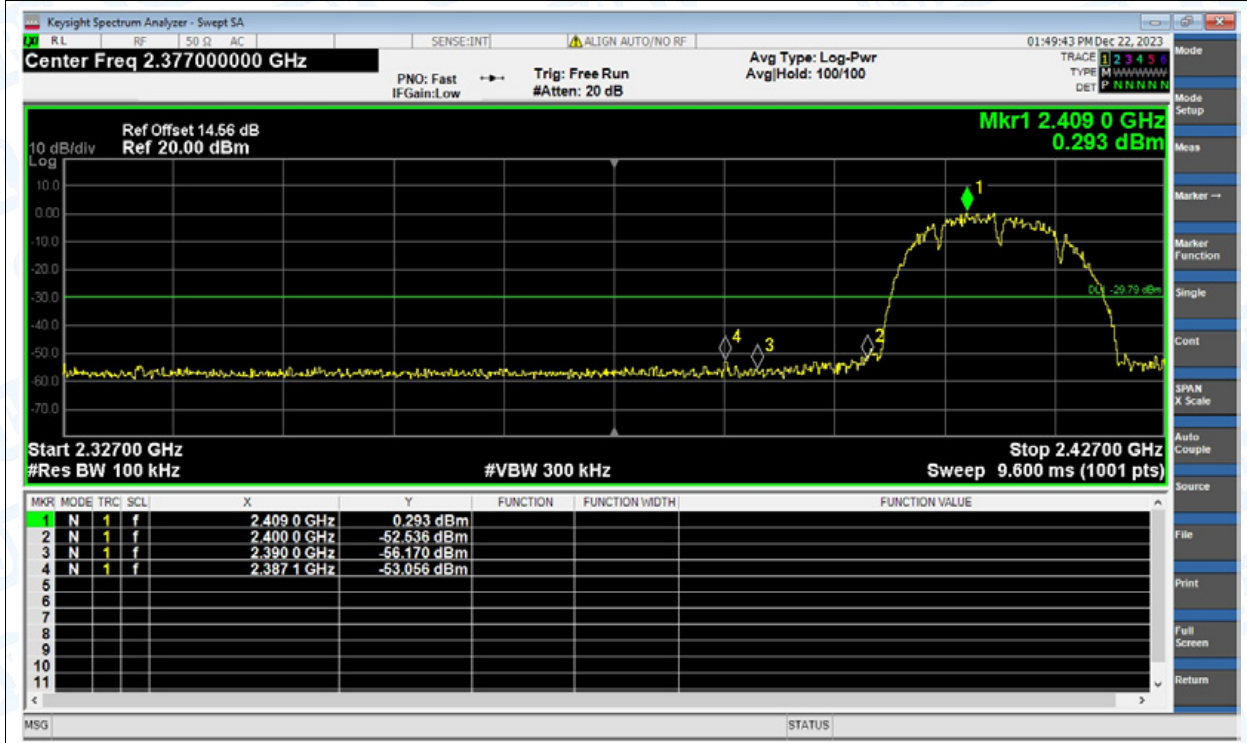 Keysight Spectrum Analyzer - Swept SA
RL RF 50 Ω AC SENSE:INT ALIGN AUTO/NO RF 01:49:43 PM Dec 22, 2023
Center Freq 2.377000000 GHz
PNO: Fast
IFGain:Low
Trig: Free Run
#Atten: 20 dB
Avg Type: Log-Pwr
Avg|Hold: 100/100
TRACE 1 2 3 4 5 6
TYPE M WWWWW
DET P N N N N N
Mkr1 2.409 0 GHz
0.293 dBm
Ref Offset 14.56 dB
10 dB/div Ref 20.00 dBm
Log
10.0
0.00
-10.0
-20.0
-30.0
-40.0
-50.0
-60.0
-70.0
1
DL1 -29.79 dBm
4 3 2
Start 2.32700 GHz Stop 2.42700 GHz
#Res BW 100 kHz #VBW 300 kHz Sweep 9.600 ms (1001 pts)
MKR MODE TRC SCL X Y FUNCTION FUNCTION WIDTH FUNCTION VALUE
1 N 1 f 2.409 0 GHz 0.293 dBm
2 N 1 f 2.400 0 GHz -52.536 dBm
3 N 1 f 2.390 0 GHz -56.170 dBm
4 N 1 f 2.387 1 GHz -53.056 dBm
5
6
7
8
9
10
11
MSG STATUS
Mode
Mode
Setup
Meas
Marker →
Marker
Function
Single
Cont
SPAN
X Scale
Auto
Couple
Source
File
Print
Full
Screen
Return